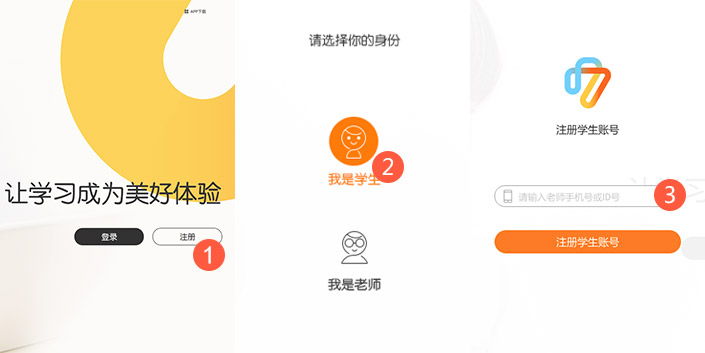 APP下载
让学习成为美好体验
登录
注册
1
请选择你的身份
我是学生
2
我是老师
注册学生账号
请输入老师手机号或ID号
3
注册学生账号